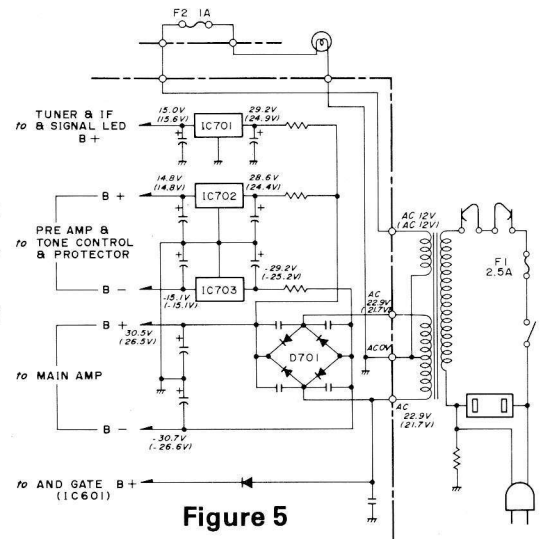 F2 1A
to TUNER & IF
& SIGNAL LED
B +
15.0V
(15.6V)
IC701
29.2V
(24.9V)
B +
14.8V
(14.8V)
IC702
28.6V
(24.4V)
to PRE AMP &
TONE CONTROL
& PROTECTOR
B -
-15.1V
(-15.1V)
IC703
-29.2V
(-25.2V)
AC 12V
(AC 12V)
F1
2.5A
B +
30.5V
(26.5V)
AC
22.9V
(21.7V)
D701
AC0V
to MAIN AMP
B -
-30.7V
(-26.6V)
AC
22.9V
(21.7V)
to AND GATE B+
(IC601)
Figure 5